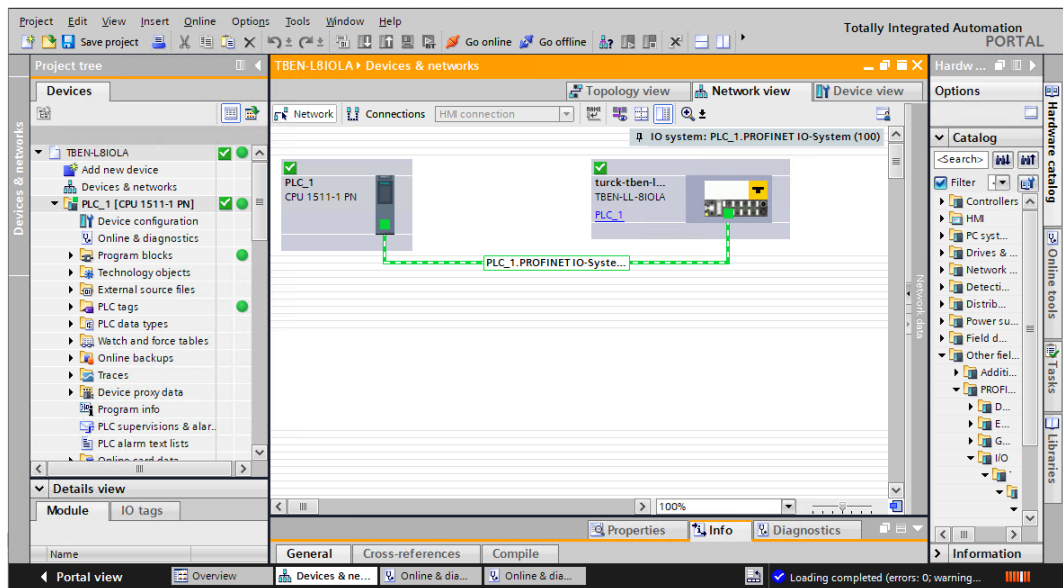 Project Edit View Insert Online Options Tools Window Help
Totally Integrated Automation
PORTAL
Save project Go online Go offline
Project tree
TBEN-L8IOLA Devices & networks
Hardw...
Devices
Topology view Network view Device view
Options
Network Connections HMI connection
IO system: PLC_1.PROFINET IO-System (100)
Devices & networks
TBEN-L8IOLA
Add new device
Devices & networks
PLC_1 [CPU 1511-1 PN]
Device configuration
Online & diagnostics
Program blocks
Technology objects
External source files
PLC tags
PLC data types
Watch and force tables
Online backups
Traces
Device proxy data
Program info
PLC supervisions & alar..
PLC alarm text lists
Online card data
PLC_1
CPU 1511-1 PN
turck-tben-l...
TBEN-LL-8IOLA
PLC_1
PLC_1.PROFINET IO-Syste...
Network data
Catalog
<Search>
Filter
Controllers
HMI
PC syst...
Drives & ...
Network ...
Detecti...
Distrib...
Power su...
Field d...
Other fiel...
Additi...
PROFI...
D...
E...
G...
I/O
Hardware catalog
Online tools
Tasks
Libraries
Details view
Module IO tags
Name
100%
Properties Info Diagnostics
General Cross-references Compile
Information
Portal view Overview Devices & ne... Online & dia... Online & dia... Loading completed (errors: 0; warning...